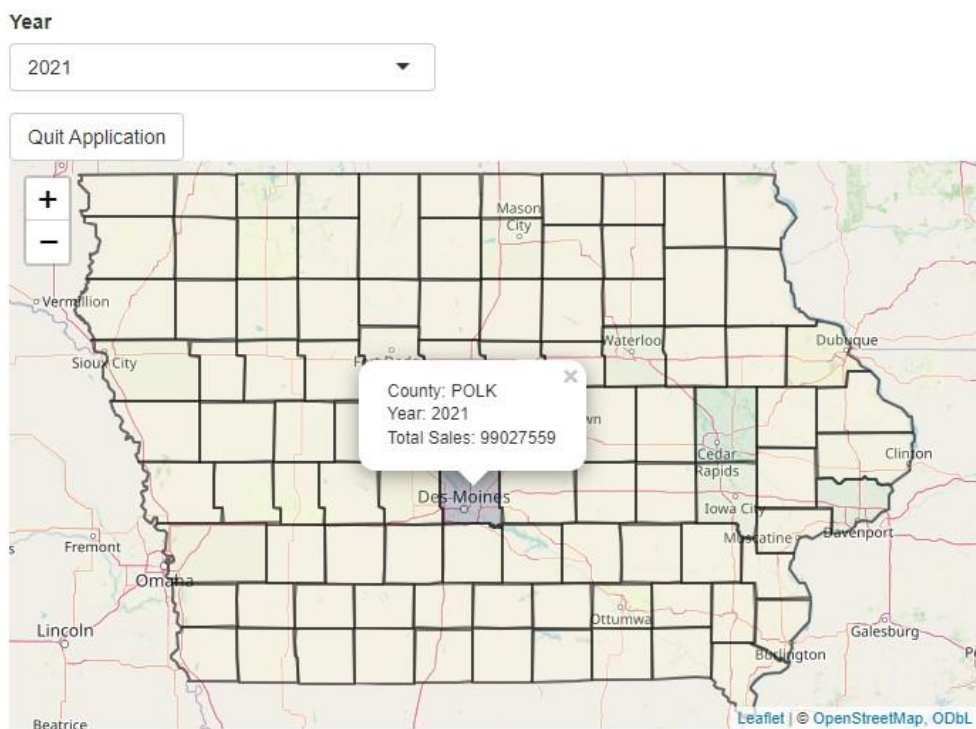 Year
2021
Quit Application
+
−
Mason
City
Vermillion
Sioux City
Waterloo
Dubuque
×
County: POLK
Year: 2021
Total Sales: 99027559
Cedar
Rapids
Clinton
Des Moines
Iowa City
Muscatine
Davenport
Fremont
Omaha
Lincoln
Ottumwa
Galesburg
Burlington
Beatrice
Leaflet | © OpenStreetMap, ODbL